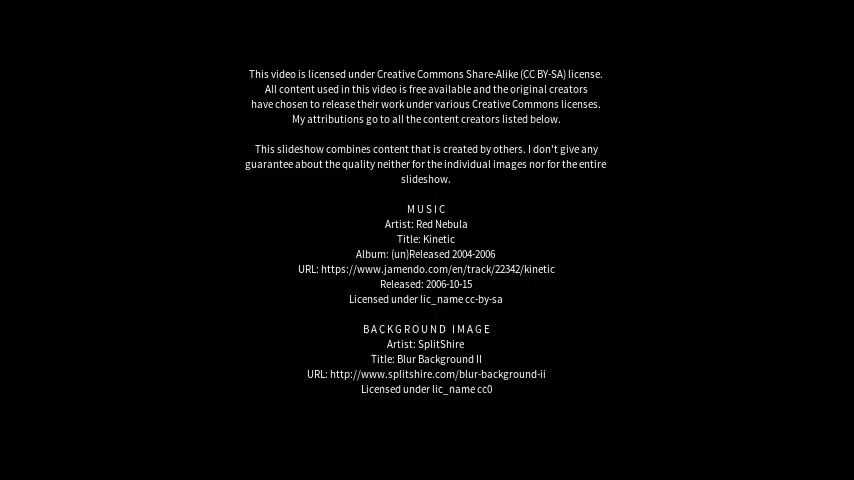 This video is licensed under Creative Commons Share-Alike (CC BY-SA) license.
All content used in this video is free available and the original creators
have chosen to release their work under various Creative Commons licenses.
My attributions go to all the content creators listed below.
This slideshow combines content that is created by others. I don't give any
guarantee about the quality neither for the individual images nor for the entire
slideshow.
MUSIC
Artist: Red Nebula
Title: Kinetic
Album: (un)Released 2004-2006
URL: https://www.jamendo.com/en/track/22342/kinetic
Released: 2006-10-15
Licensed under lic_name cc-by-sa
BACKGROUND IMAGE
Artist: SplitShire
Title: Blur Background II
URL: http://www.splitshire.com/blur-background-ii
Licensed under lic_name cc0